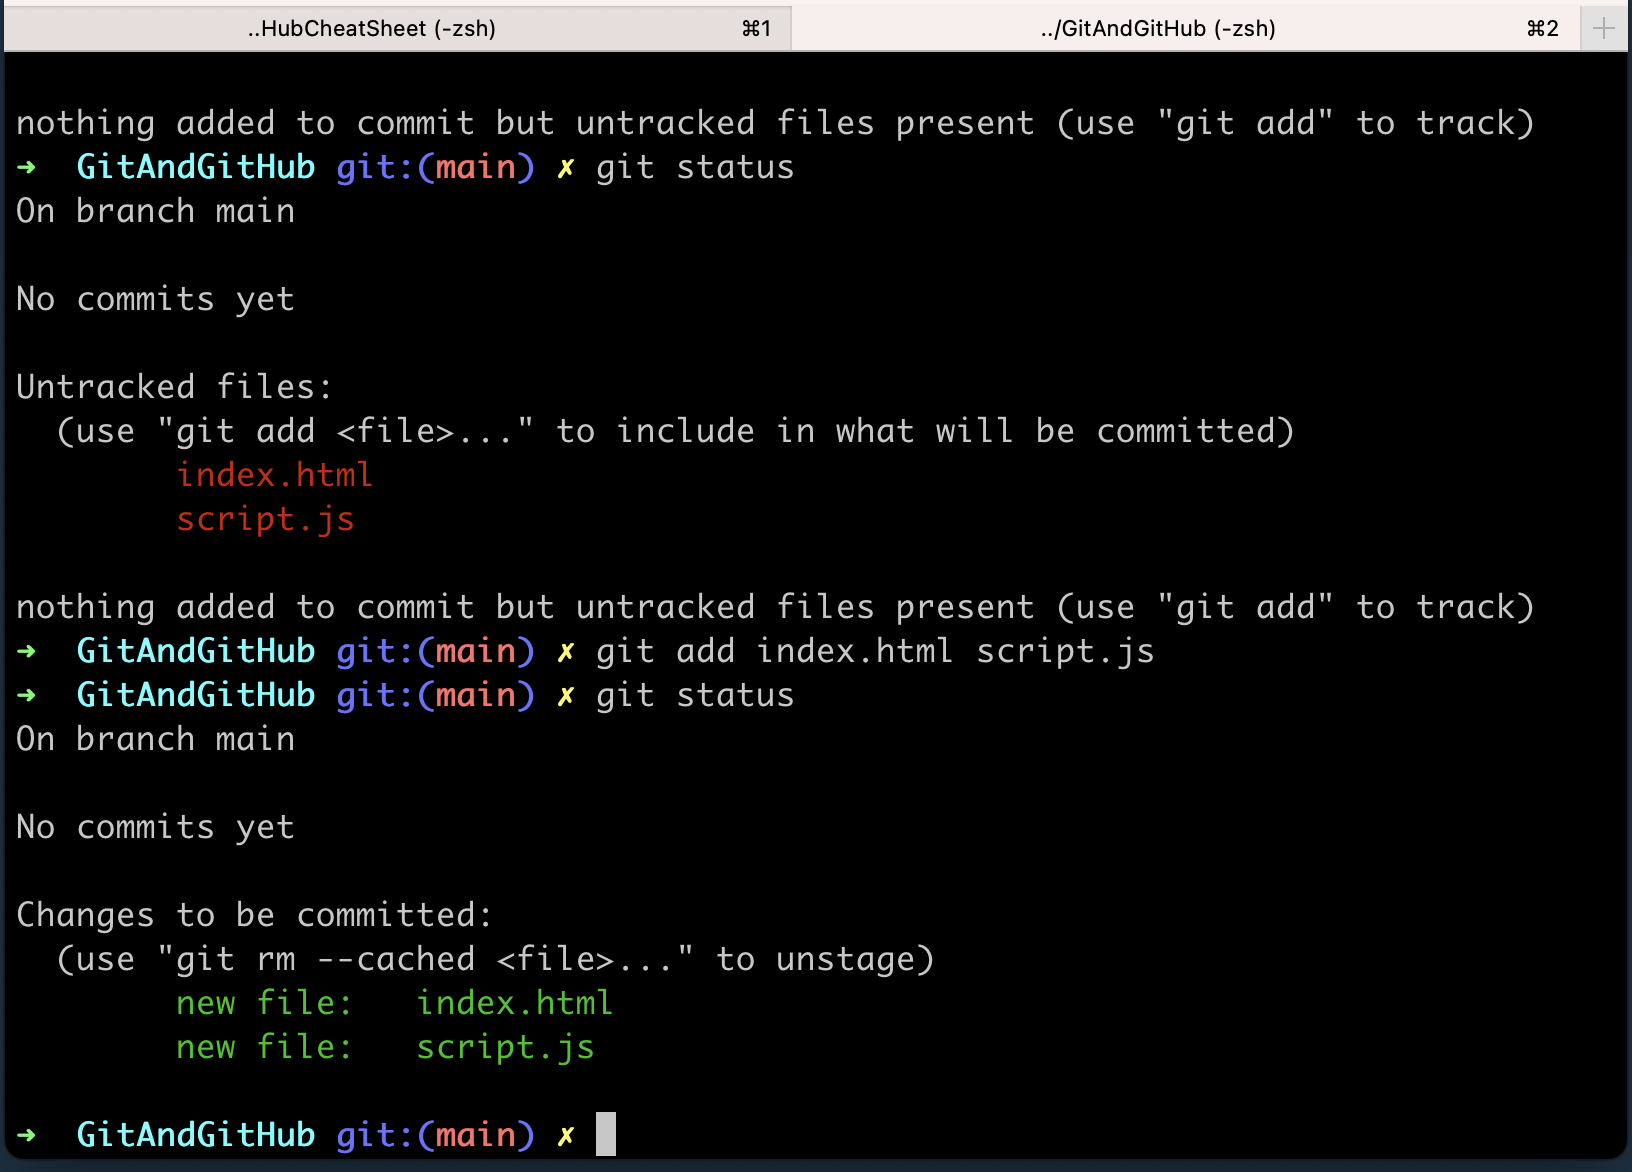 ..HubCheatSheet (-zsh) ⌘1 ../GitAndGitHub (-zsh) ⌘2 +
nothing added to commit but untracked files present (use "git add" to track)
➜  GitAndGitHub git:(main) ✗ git status
On branch main
No commits yet
Untracked files:
  (use "git add <file>..." to include in what will be committed)
        index.html
        script.js
nothing added to commit but untracked files present (use "git add" to track)
➜  GitAndGitHub git:(main) ✗ git add index.html script.js
➜  GitAndGitHub git:(main) ✗ git status
On branch main
No commits yet
Changes to be committed:
  (use "git rm --cached <file>..." to unstage)
        new file:   index.html
        new file:   script.js
➜  GitAndGitHub git:(main) ✗